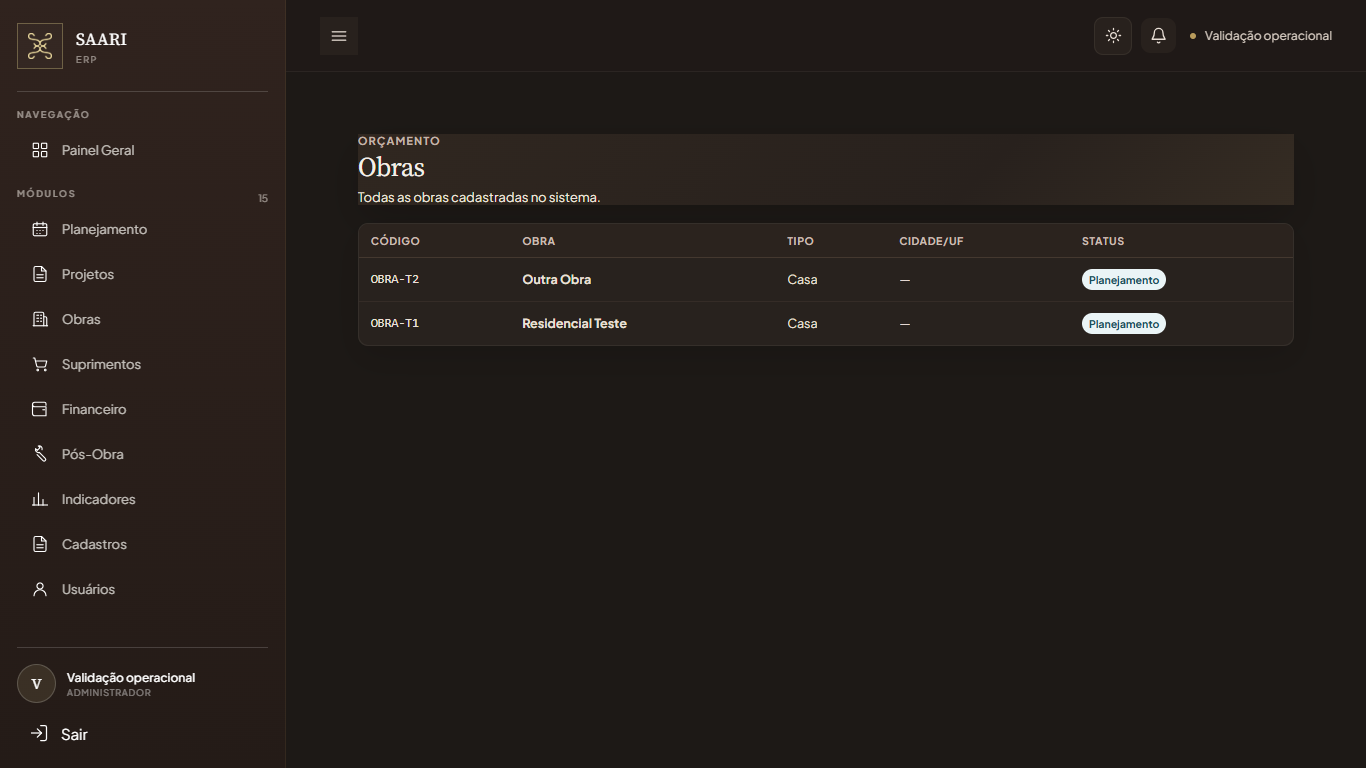 SAARI
ERP
NAVEGAÇÃO
Painel Geral
MÓDULOS 15
Planejamento
Projetos
Obras
Suprimentos
Financeiro
Pós-Obra
Indicadores
Cadastros
Usuários
V
Validação operacional
ADMINISTRADOR
Sair
Validação operacional
ORÇAMENTO
Obras
Todas as obras cadastradas no sistema.
CÓDIGO OBRA TIPO CIDADE/UF STATUS
OBRA-T2 Outra Obra Casa — Planejamento
OBRA-T1 Residencial Teste Casa — Planejamento